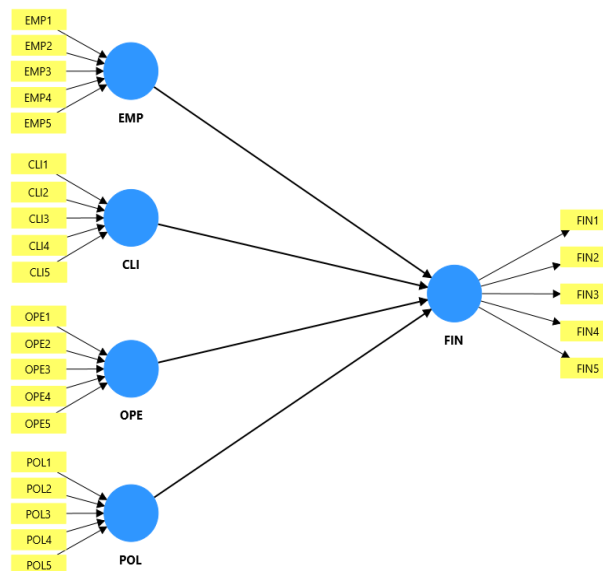 EMP1
EMP2
EMP3
EMP4
EMP5
EMP
CLI1
CLI2
CLI3
CLI4
CLI5
CLI
OPE1
OPE2
OPE3
OPE4
OPE5
OPE
POL1
POL2
POL3
POL4
POL5
POL
FIN
FIN1
FIN2
FIN3
FIN4
FIN5